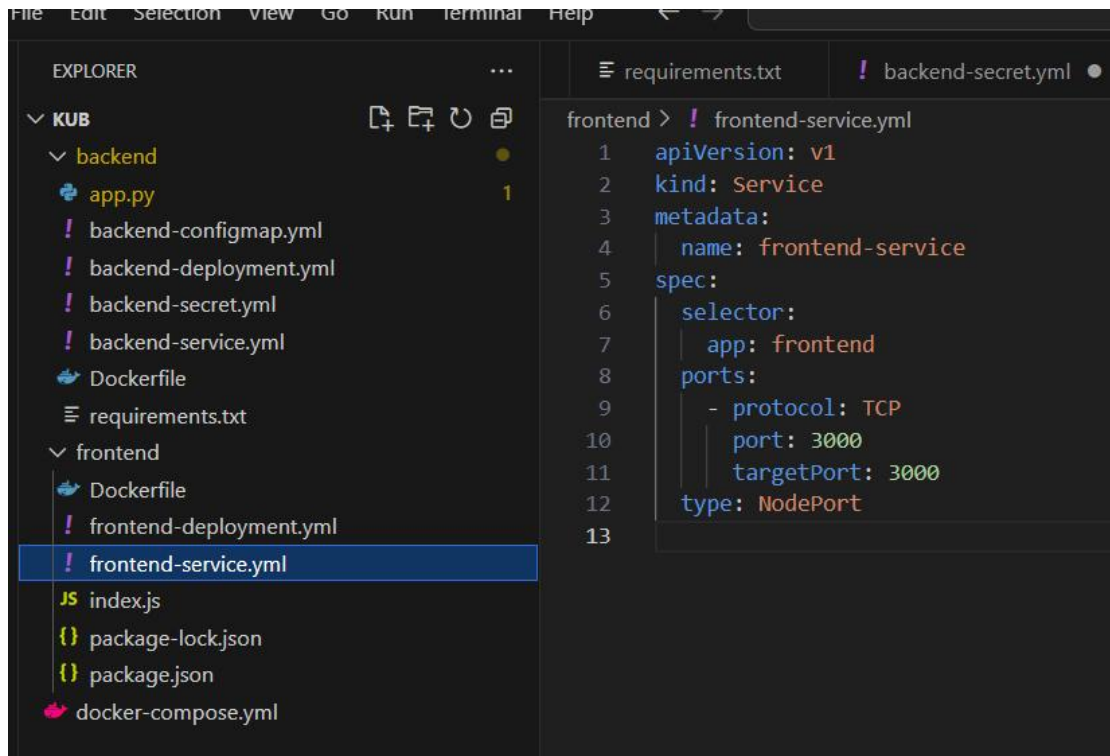 File Edit Selection View Go Run Terminal Help
EXPLORER
KUB
backend
app.py 1
backend-configmap.yml
backend-deployment.yml
backend-secret.yml
backend-service.yml
Dockerfile
requirements.txt
frontend
Dockerfile
frontend-deployment.yml
frontend-service.yml
JS index.js
{} package-lock.json
{} package.json
docker-compose.yml
requirements.txt ! backend-secret.yml
frontend > ! frontend-service.yml
1 apiVersion: v1
2 kind: Service
3 metadata:
4 name: frontend-service
5 spec:
6 selector:
7 app: frontend
8 ports:
9 - protocol: TCP
10 port: 3000
11 targetPort: 3000
12 type: NodePort
13